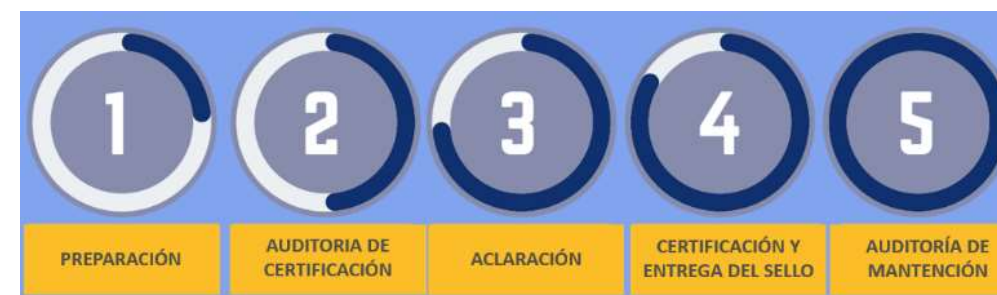 1
2
3
4
5
PREPARACIÓN
AUDITORIA DE
CERTIFICACIÓN
ACLARACIÓN
CERTIFICACIÓN Y
ENTREGA DEL SELLO
AUDITORÍA DE
MANTENCIÓN